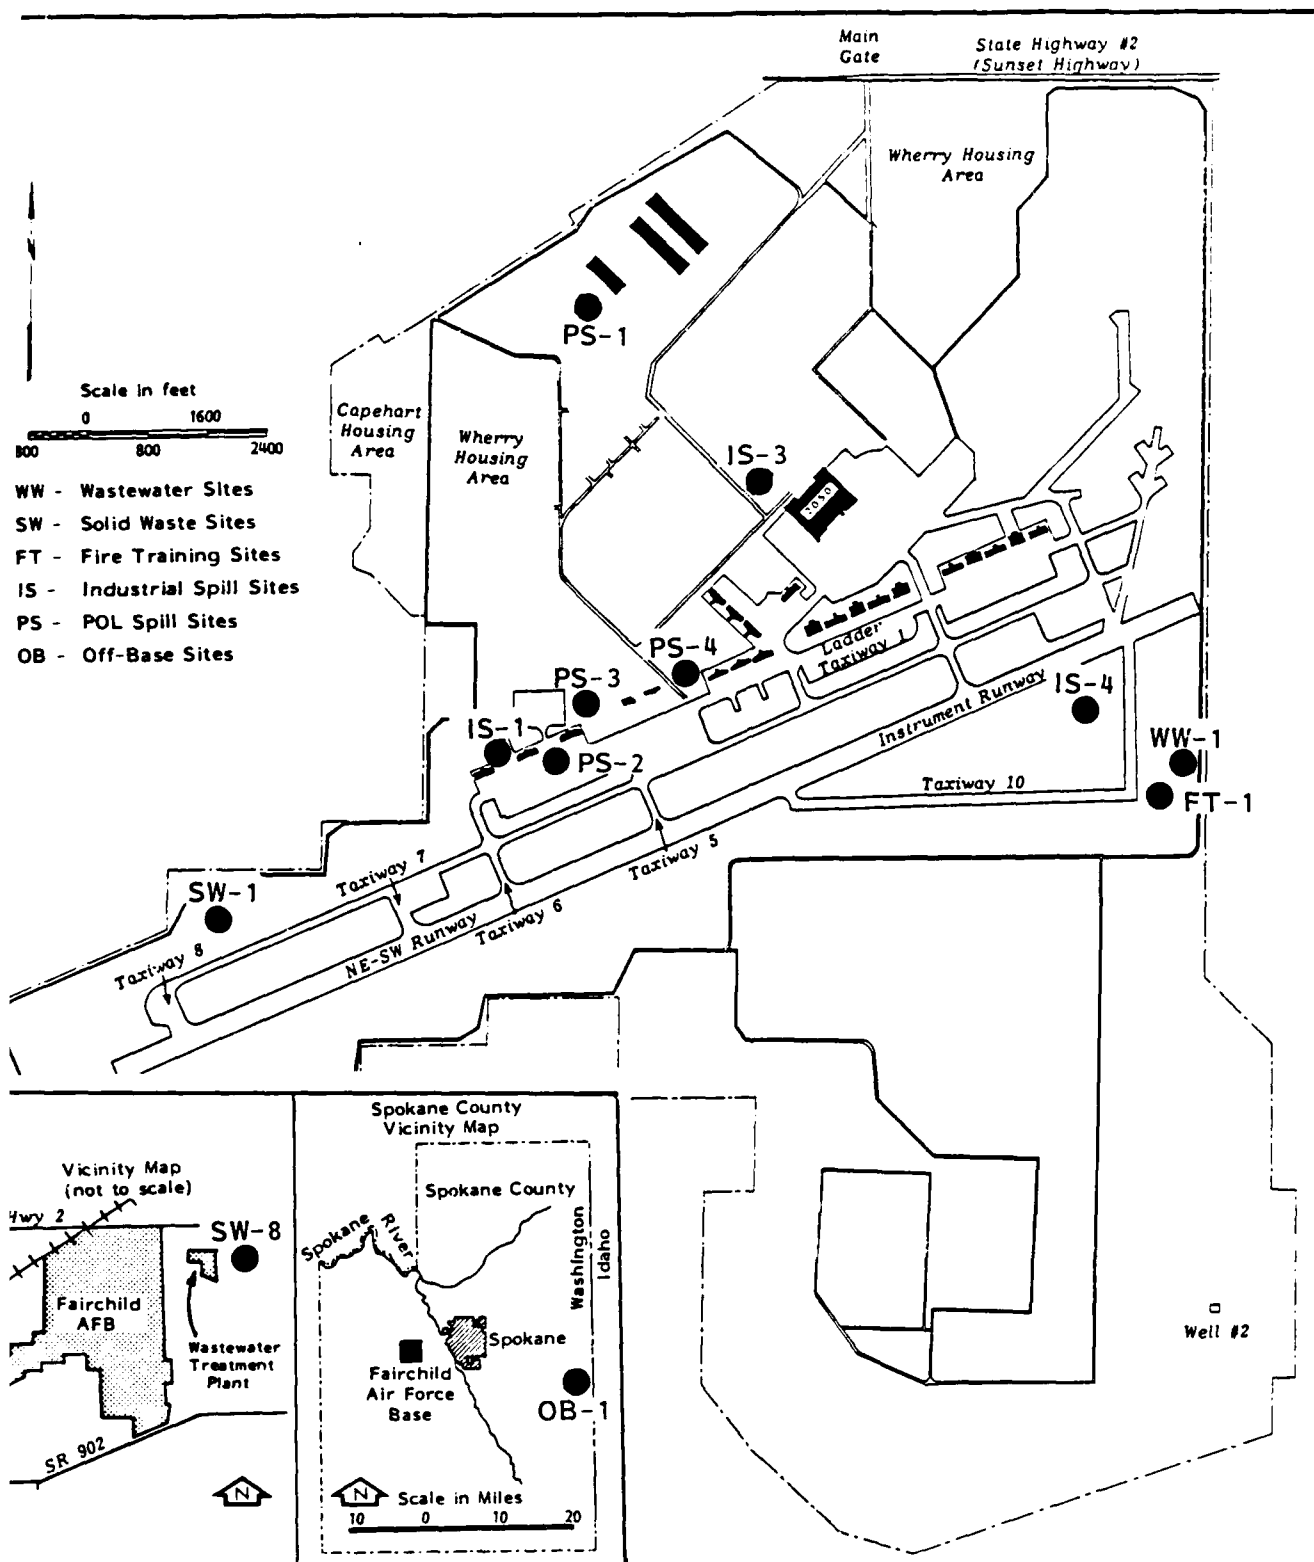 Main
Gate
State Highway #2
(Sunset Highway)
Wherry Housing
Area
PS-1
Scale in feet
0 1600
800 800 2400
Capehart
Housing
Area
Wherry
Housing
Area
IS-3
2050
WW - Wastewater Sites
SW - Solid Waste Sites
FT - Fire Training Sites
IS - Industrial Spill Sites
PS - POL Spill Sites
OB - Off-Base Sites
Ladder
Taxiway 1
PS-4
PS-3
IS-1
PS-2
Instrument Runway
IS-4
WW-1
FT-1
Taxiway 10
Taxiway 5
Taxiway 7
Taxiway 6
SW-1
NE-SW Runway
Taxiway 8
Vicinity Map
(not to scale)
Hwy 2
SW-8
Fairchild
AFB
Wastewater
Treatment
Plant
SR 902
N
Spokane County
Vicinity Map
Spokane County
Spokane
River
Washington
Idaho
Spokane
Fairchild
Air Force
Base
OB-1
N
Scale in Miles
10 0 10 20
Well #2